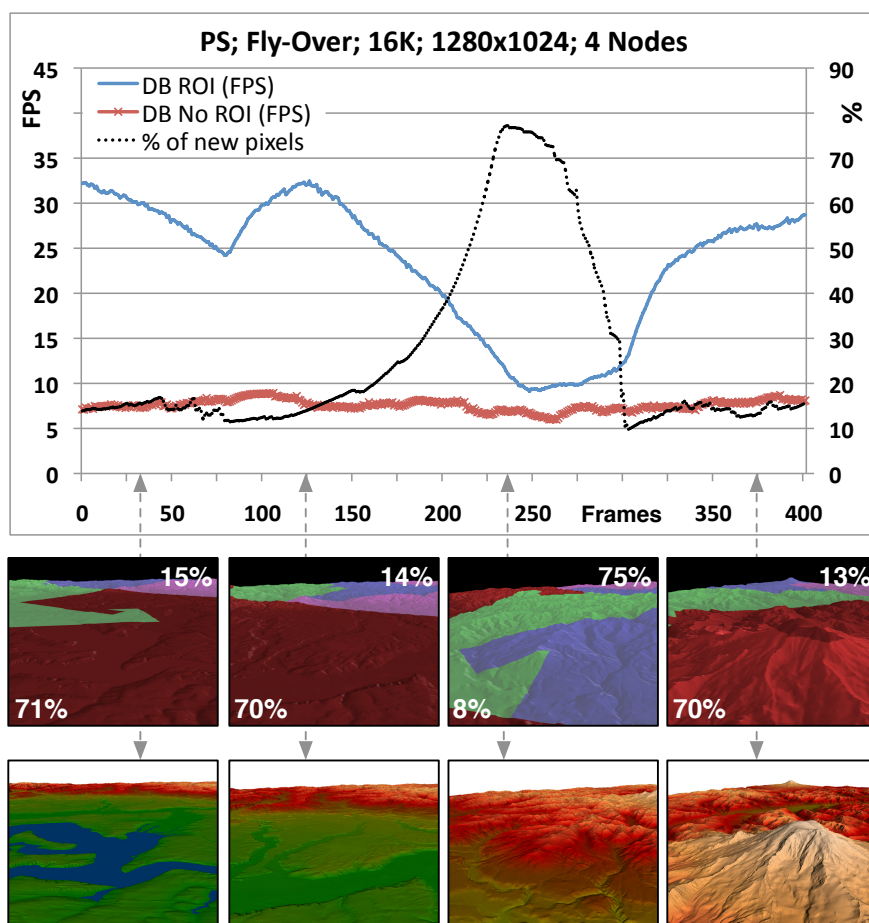 PS; Fly-Over; 16K; 1280x1024; 4 Nodes
45
40
35
30
25
20
15
10
5
0
FPS
DB ROI (FPS)
DB No ROI (FPS)
% of new pixels
90
80
70
60
50
40
30
20
10
0
%
0 50 100 150 200 250 Frames 350 400
15% 14% 75% 13%
71% 70% 8% 70%